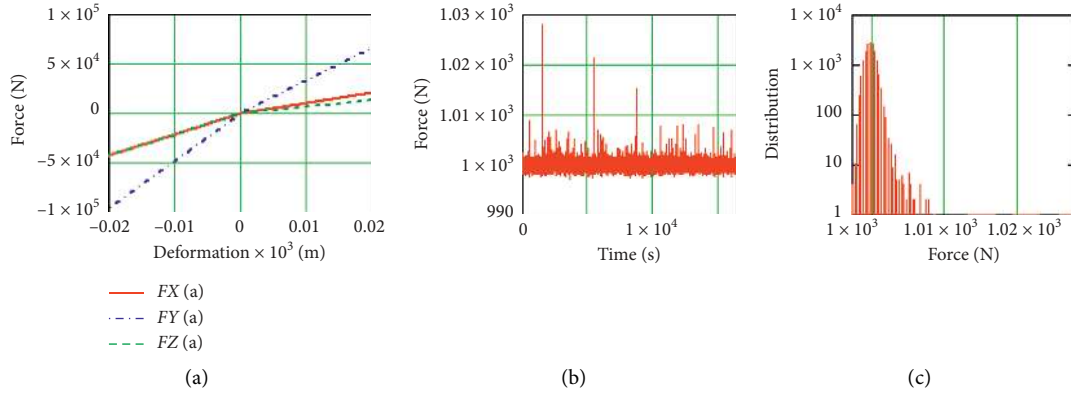 1 × 10^5
5 × 10^4
0
–5 × 10^4
–1 × 10^5
Force (N)
–0.02 –0.01 0 0.01 0.02
Deformation × 10^3 (m)
FX (a)
FY (a)
FZ (a)
(a)
1.03 × 10^3
1.02 × 10^3
1.01 × 10^3
1 × 10^3
990
Force (N)
0 1 × 10^4
Time (s)
(b)
1 × 10^4
1 × 10^3
100
10
1
Distribution
1 × 10^3 1.01 × 10^3 1.02 × 10^3
Force (N)
(c)